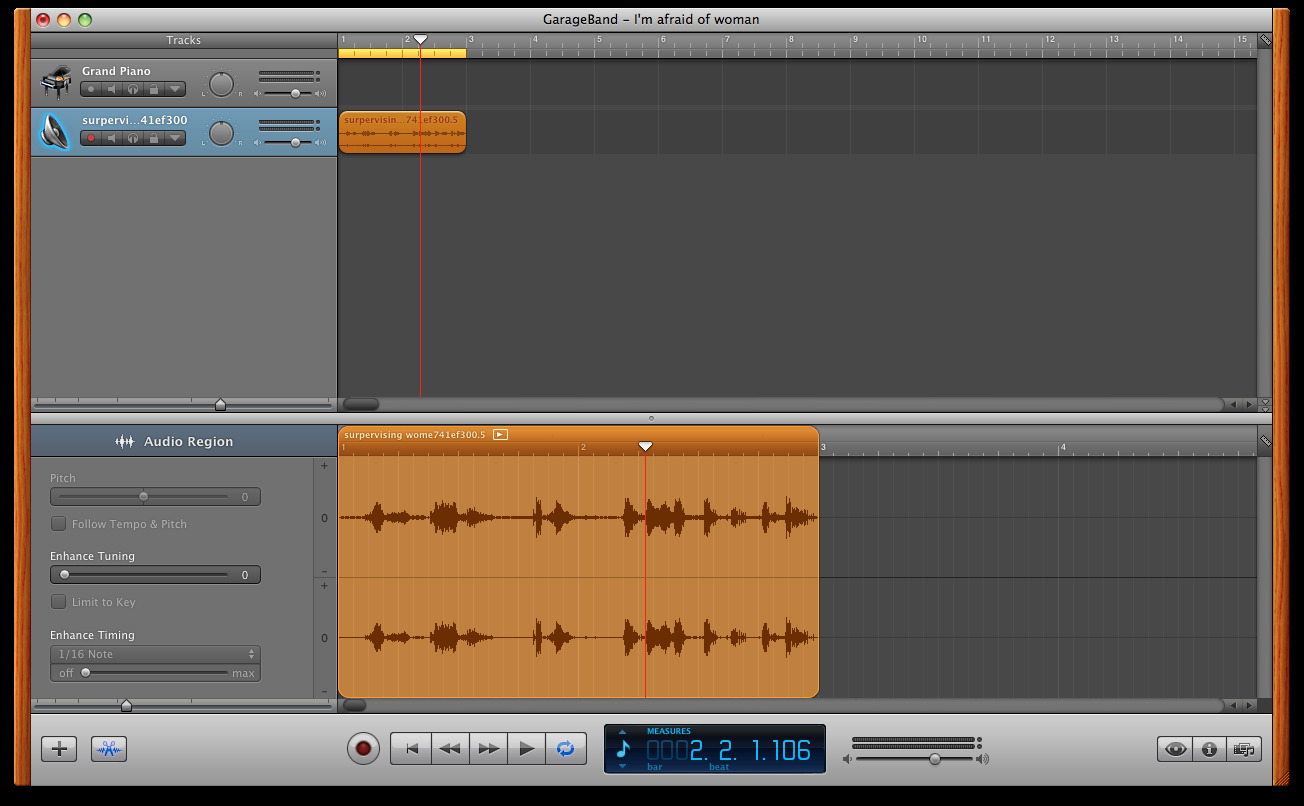 GarageBand – I'm afraid of woman
Tracks
1 2 3 4 5 6 7 8 9 10 11 12 13 14 15
Grand Piano
L R
surpervi...41ef300
L R
surpervisin...741ef300.5
Audio Region
surpervising wome741ef300.5
1 2 3 4
Pitch
0
Follow Tempo & Pitch
Enhance Tuning
0
Limit to Key
Enhance Timing
1/16 Note
off max
+
0
–
+
0
–
MEASURES
0002. 2. 1.106
bar beat